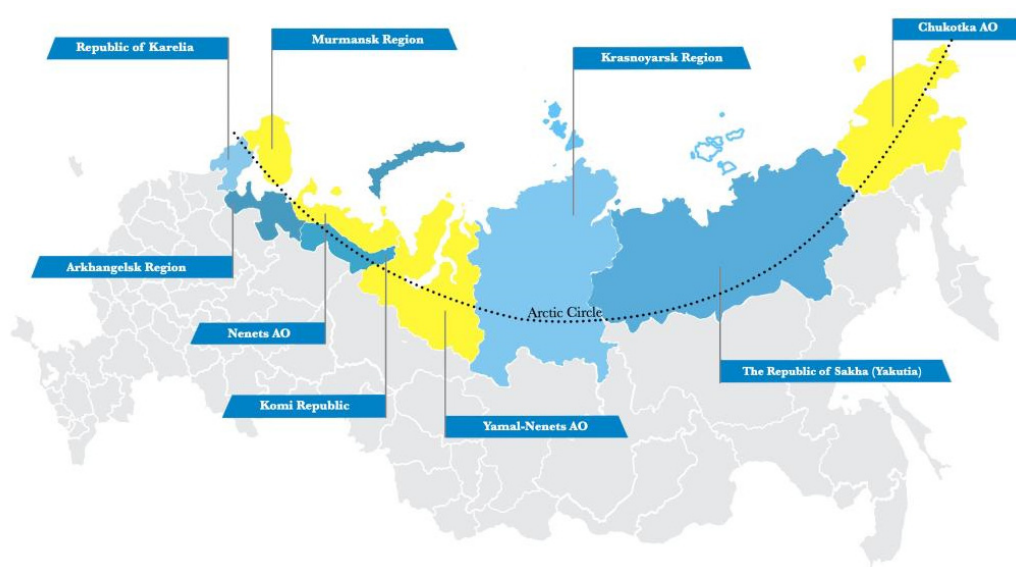 Chukotka AO
Murmansk Region
Republic of Karelia
Krasnoyarsk Region
Arkhangelsk Region
Arctic Circle
Nenets AO
The Republic of Sakha (Yakutia)
Komi Republic
Yamal-Nenets AO